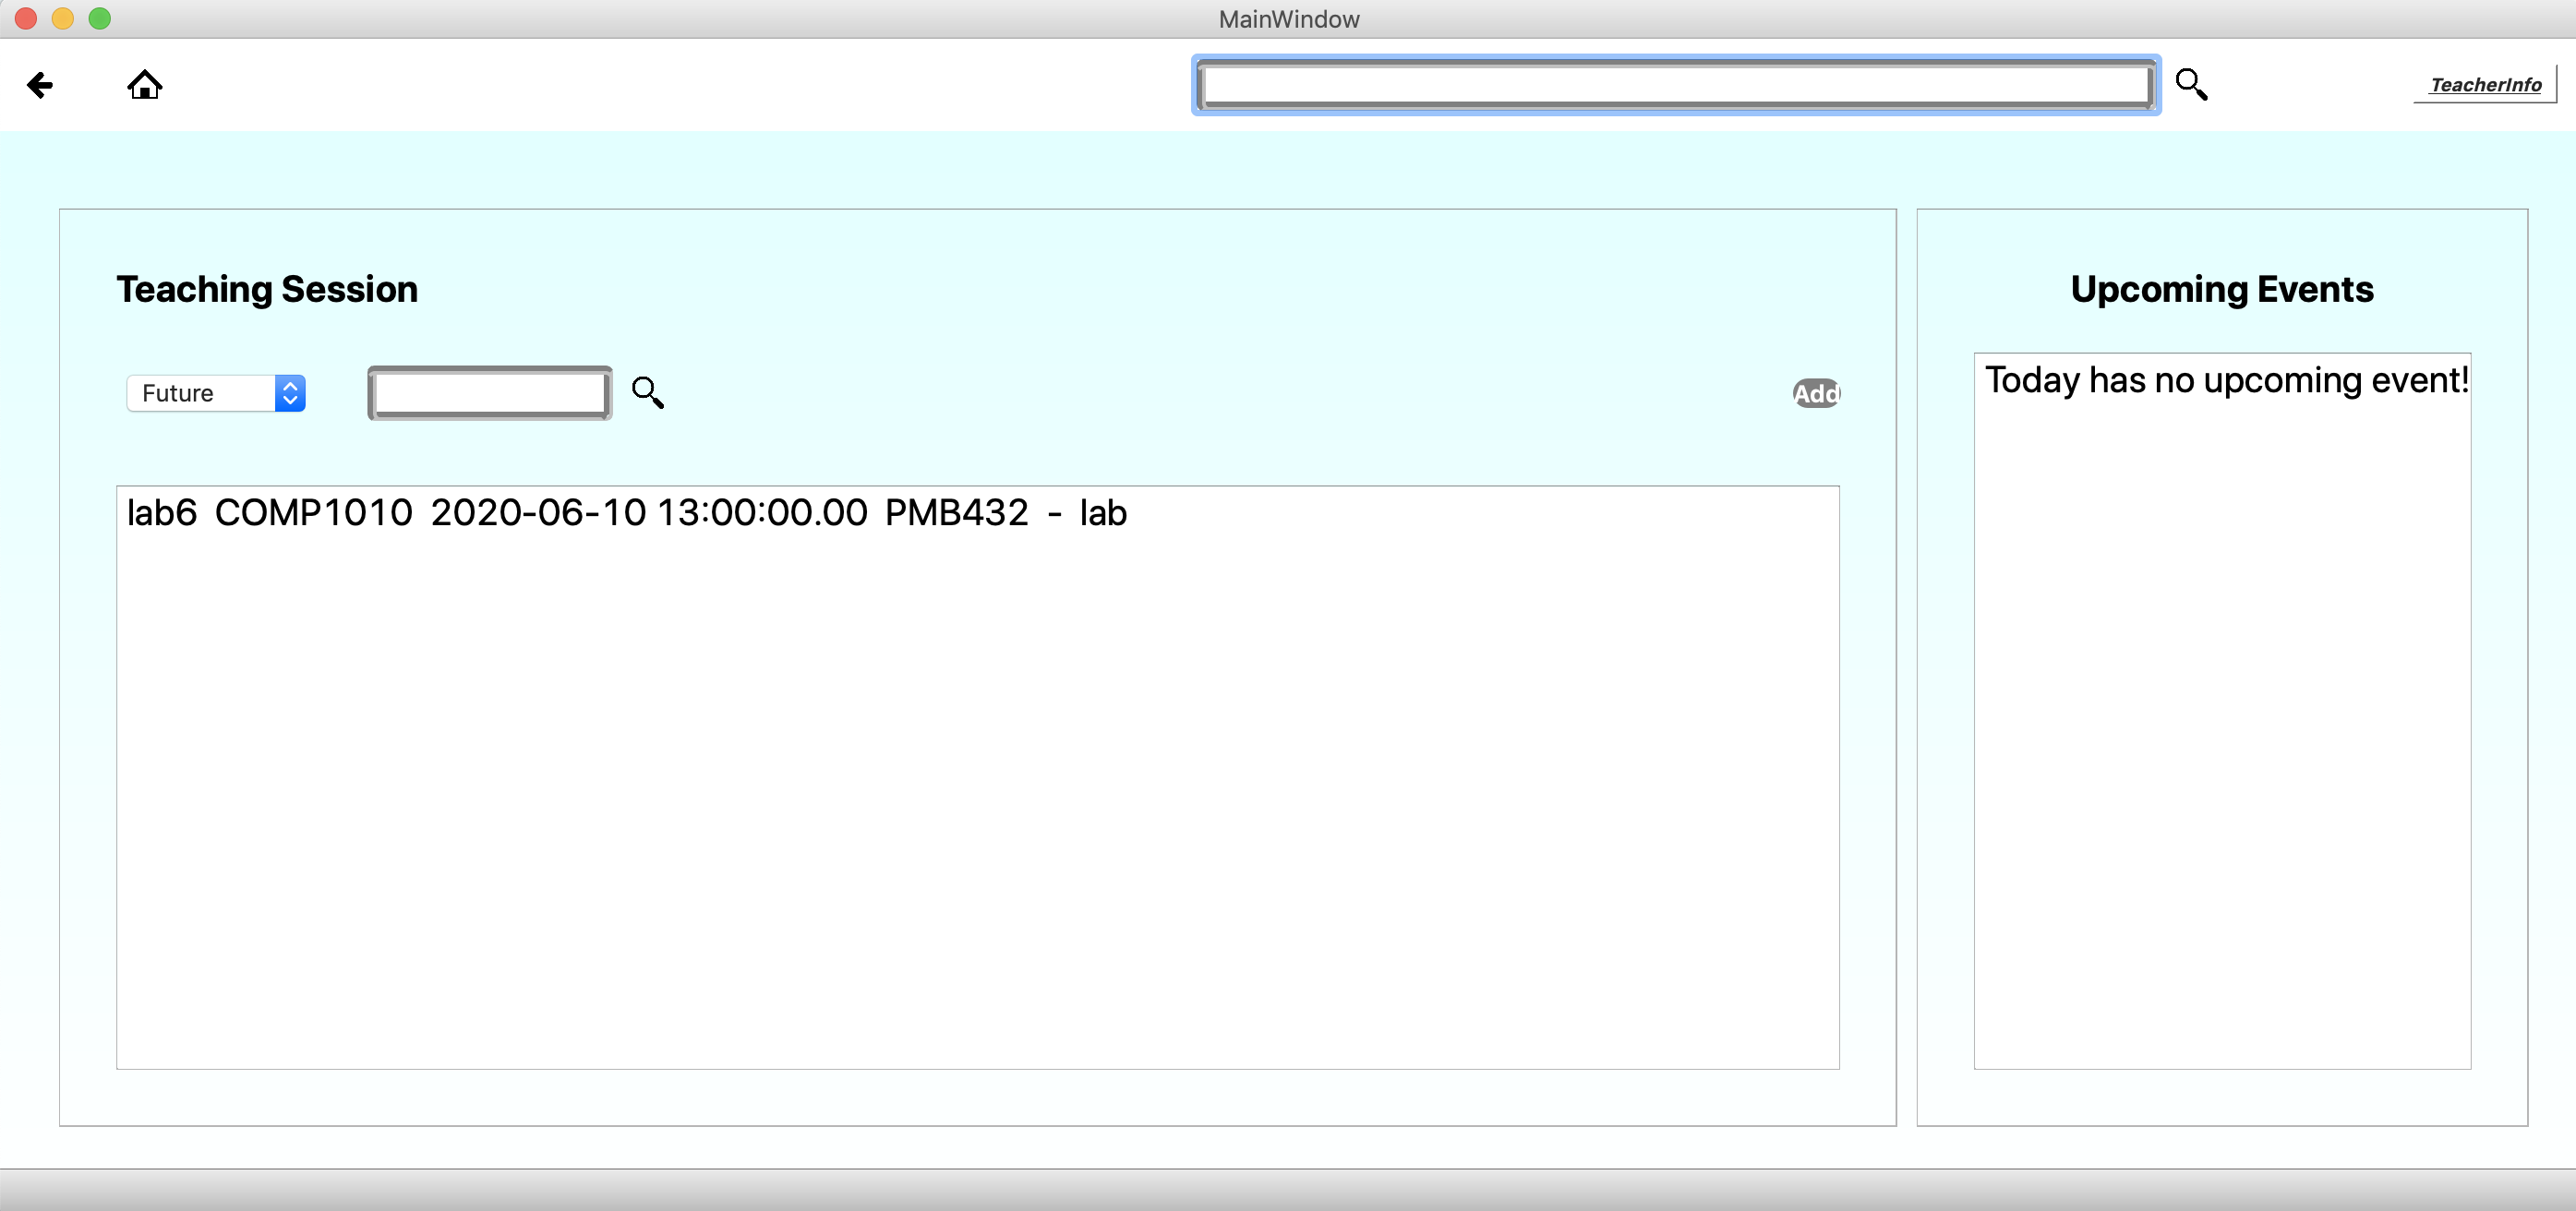 MainWindow
TeacherInfo
Teaching Session
Upcoming Events
Future
Add
Today has no upcoming event!
lab6 COMP1010 2020-06-10 13:00:00.00 PMB432 - lab